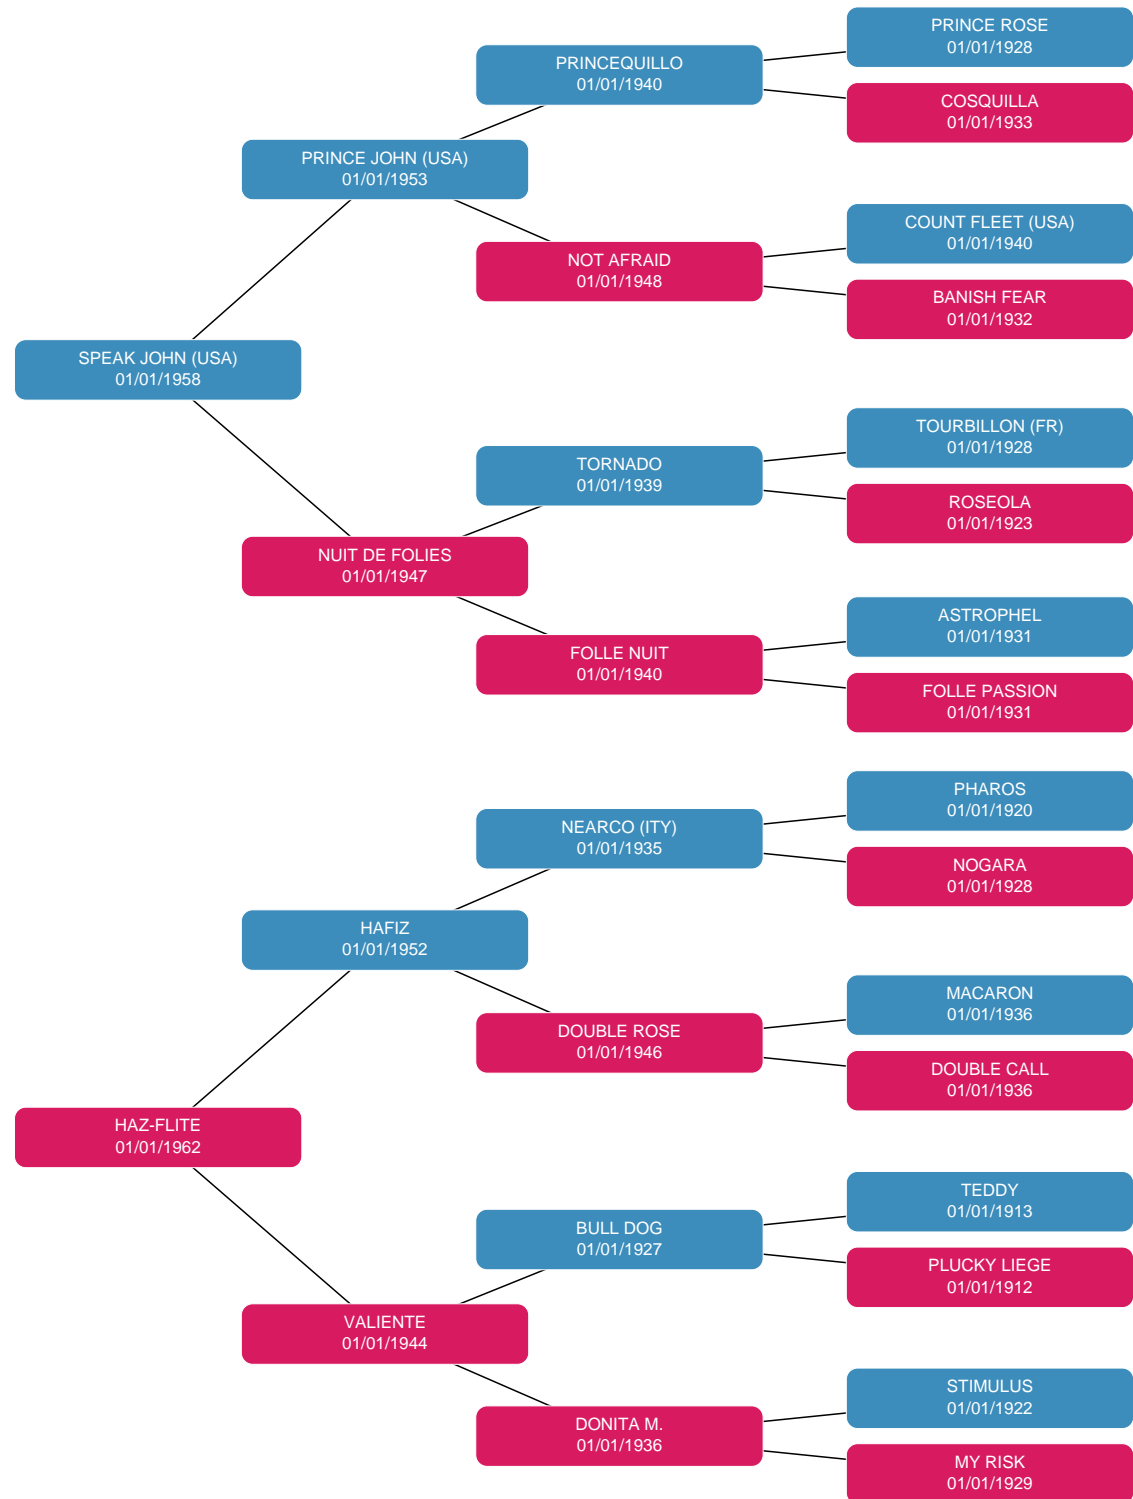 PRINCE ROSE
01/01/1928
PRINCEQUILLO
01/01/1940
COSQUILLA
01/01/1933
PRINCE JOHN (USA)
01/01/1953
COUNT FLEET (USA)
01/01/1940
NOT AFRAID
01/01/1948
BANISH FEAR
01/01/1932
SPEAK JOHN (USA)
01/01/1958
TOURBILLON (FR)
01/01/1928
TORNADO
01/01/1939
ROSEOLA
01/01/1923
NUIT DE FOLIES
01/01/1947
ASTROPHEL
01/01/1931
FOLLE NUIT
01/01/1940
FOLLE PASSION
01/01/1931
PHAROS
01/01/1920
NEARCO (ITY)
01/01/1935
NOGARA
01/01/1928
HAFIZ
01/01/1952
MACARON
01/01/1936
DOUBLE ROSE
01/01/1946
DOUBLE CALL
01/01/1936
HAZ-FLITE
01/01/1962
TEDDY
01/01/1913
BULL DOG
01/01/1927
PLUCKY LIEGE
01/01/1912
VALIENTE
01/01/1944
STIMULUS
01/01/1922
DONITA M.
01/01/1936
MY RISK
01/01/1929